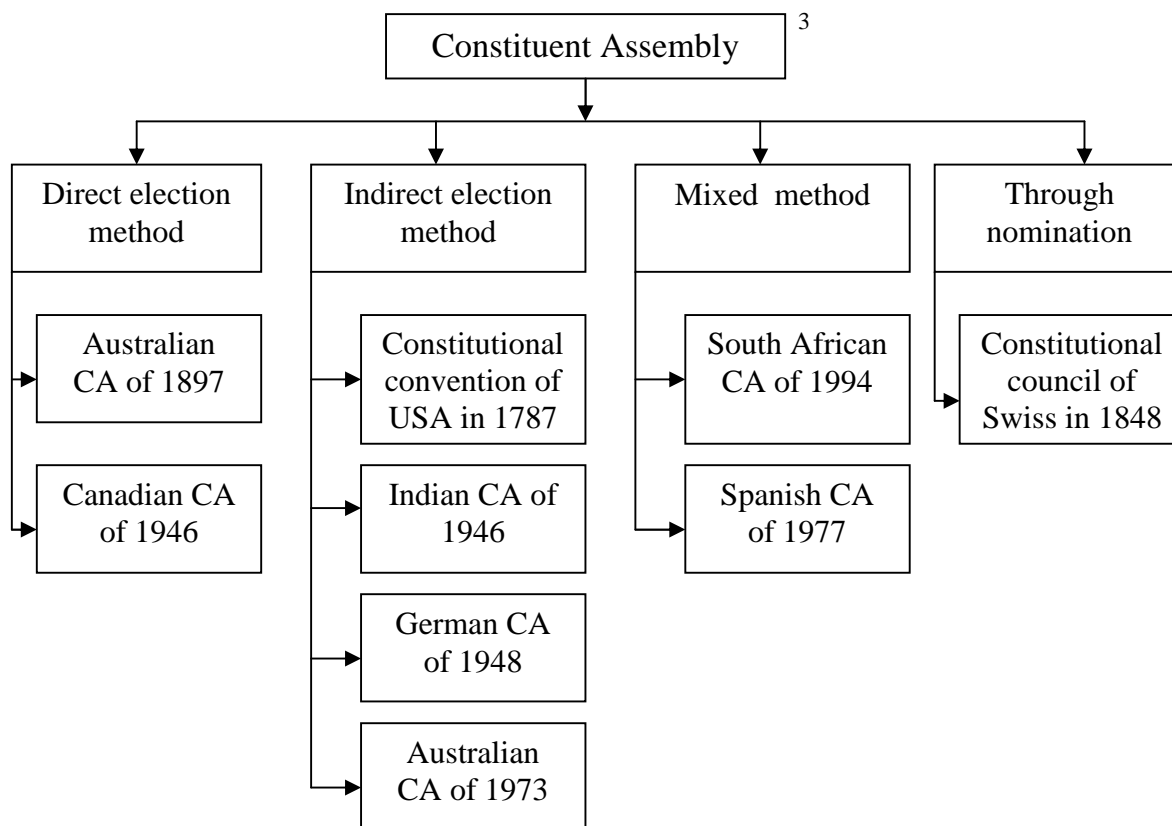 Constituent Assembly 3
Direct election
method
Indirect election
method
Mixed method
Through
nomination
Australian
CA of 1897
Constitutional
convention of
USA in 1787
South African
CA of 1994
Constitutional
council of
Swiss in 1848
Canadian CA
of 1946
Indian CA of
1946
Spanish CA
of 1977
German CA
of 1948
Australian
CA of 1973